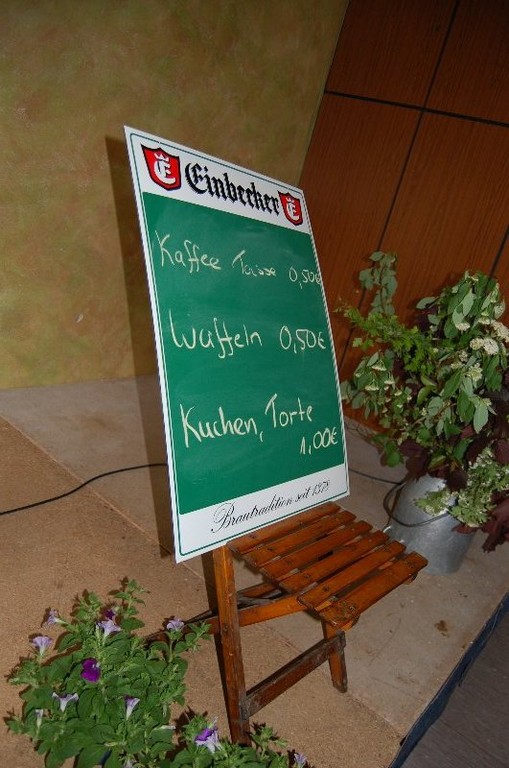 E Einbecker E
Kaffee Tasse 0,50€
Waffeln 0,50€
Kuchen, Torte
1,00€
Brautradition seit 1378